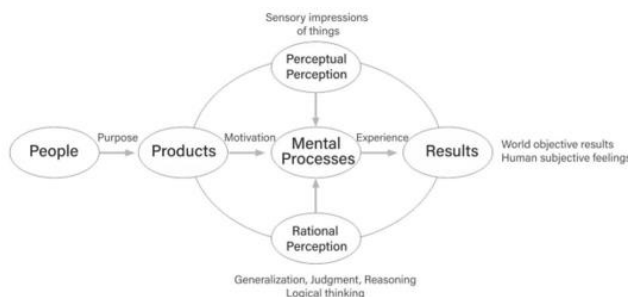 Sensory impressions
of things
Perceptual
Perception
People
Purpose
Products
Motivation
Mental
Processes
Experience
Results
World objective results
Human subjective feelings
Rational
Perception
Generalization, Judgment, Reasoning
Logical thinking